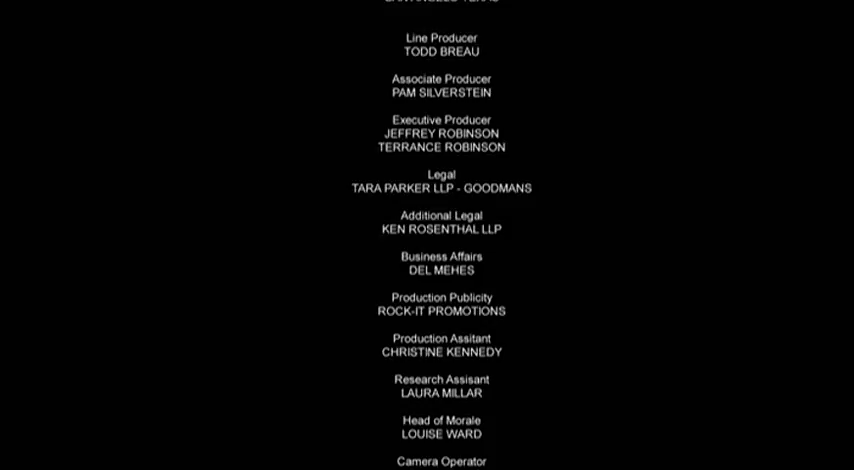 Line Producer
TODD BREAU
Associate Producer
PAM SILVERSTEIN
Executive Producer
JEFFREY ROBINSON
TERRANCE ROBINSON
Legal
TARA PARKER LLP - GOODMANS
Additional Legal
KEN ROSENTHAL LLP
Business Affairs
DEL MEHES
Production Publicity
ROCK-IT PROMOTIONS
Production Assitant
CHRISTINE KENNEDY
Research Assisant
LAURA MILLAR
Head of Morale
LOUISE WARD
Camera Operator